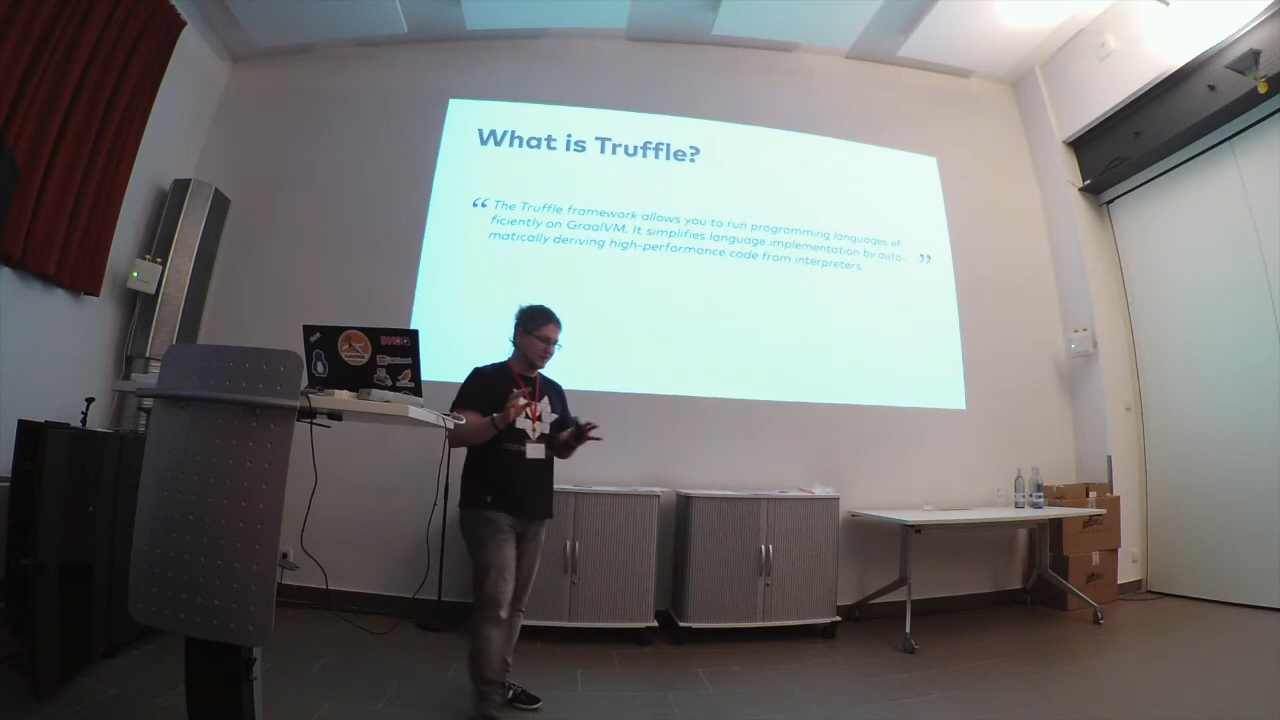 What is Truffle?
“ The Truffle framework allows you to run programming languages ef-
ficiently on GraalVM. It simplifies language implementation by auto-
matically deriving high-performance code from interpreters. ”